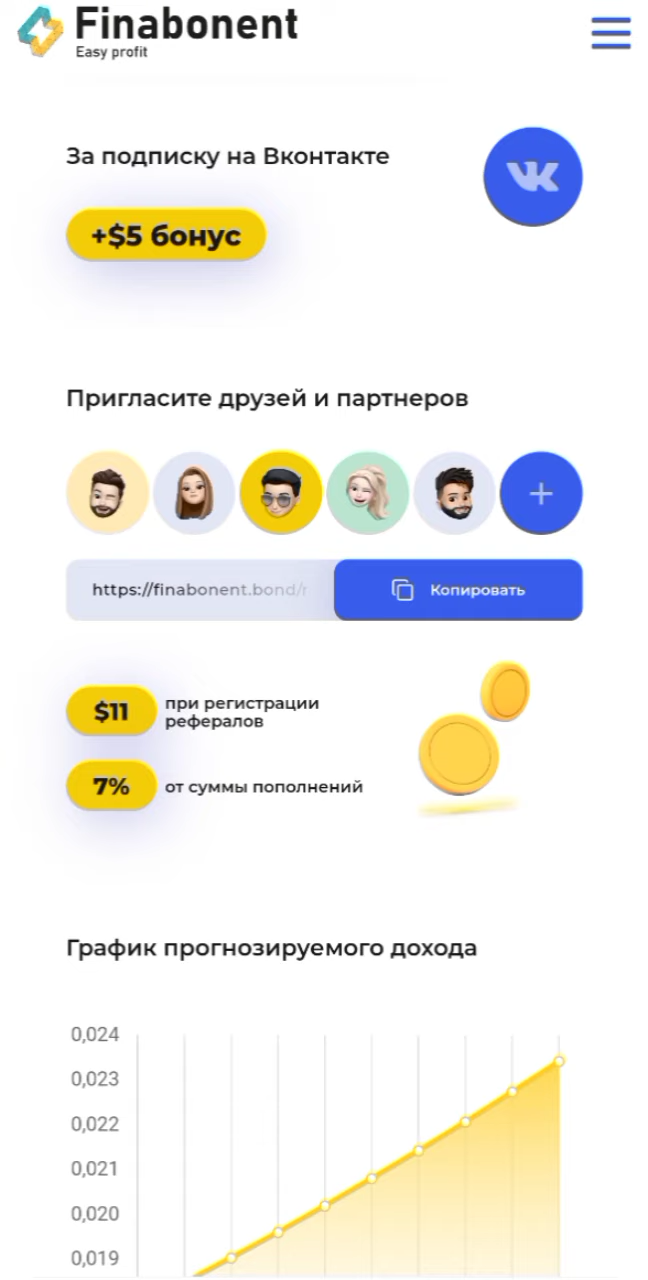 Finabonent
Easy profit
За подписку на Вконтакте
+$5 бонус
Пригласите друзей и партнеров
https://finabonent.bond/r
Копировать
$11
при регистрации
рефералов
7%
от суммы пополнений
График прогнозируемого дохода
0,024
0,023
0,022
0,021
0,020
0,019